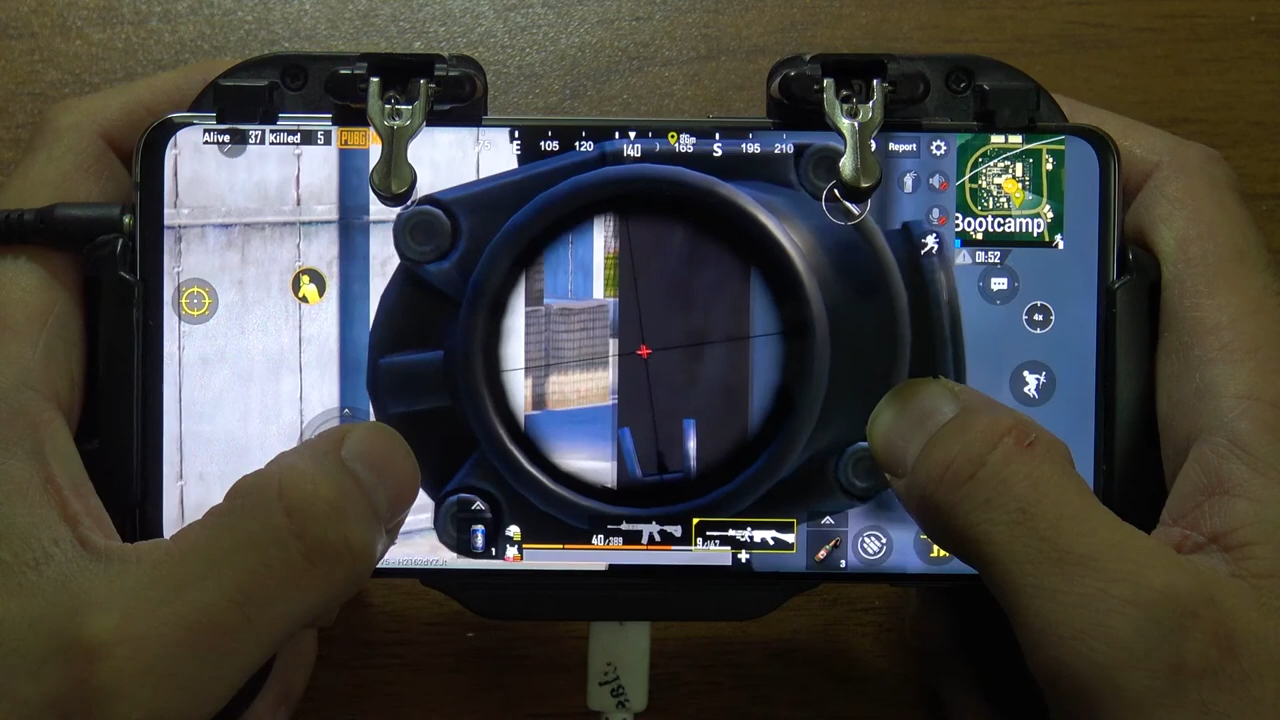 Alive 37 Killed 5 PUBG
E 105 120 140 165 S 195 210
Report
Bootcamp
01:52
4x
40/389
9/147
1
3